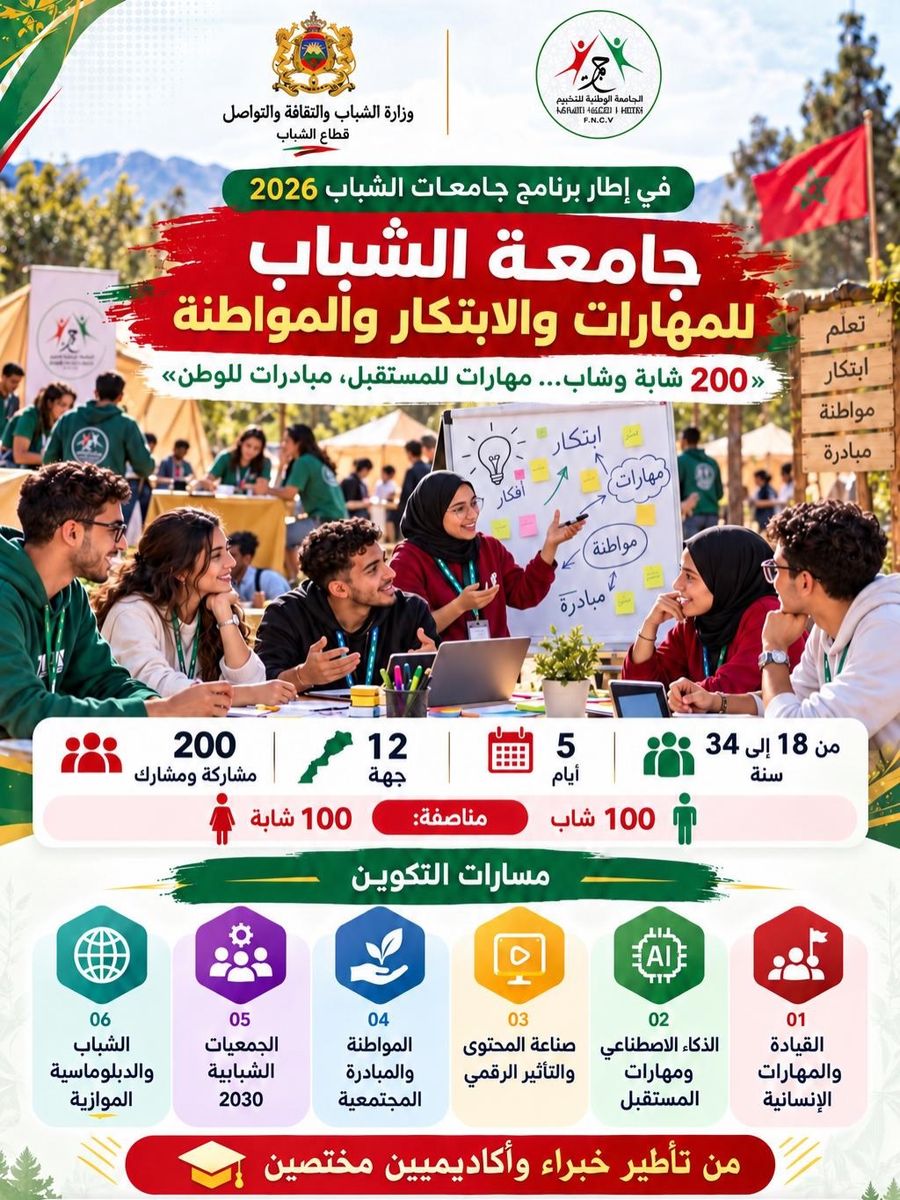 وزارة الشباب والثقافة والتواصل
قطاع الشباب
الجامعة الوطنية للتخييم
F.N.C.V
في إطار برنامج جامعات الشباب 2026
جامعة الشباب
للمهارات والابتكار والمواطنة
«200 شابة وشاب... مهارات للمستقبل، مبادرات للوطن»
تعلم
ابتكار
مواطنة
مبادرة
ابتكار
أفكار
مهارات
مواطنة
مبادرة
من 18 إلى 34
سنة
5
أيام
12
جهة
200
مشاركة ومشارك
100 شاب
مناصفة:
100 شابة
مسارات التكوين
AI
01
القيادة
والمهارات
الإنسانية
02
الذكاء الاصطناعي
ومهارات
المستقبل
03
صناعة المحتوى
والتأثير الرقمي
04
المواطنة
والمبادرة
المجتمعية
05
الجمعيات
الشبابية
2030
06
الشباب
والدبلوماسية
الموازية
من تأطير خبراء وأكاديميين مختصين